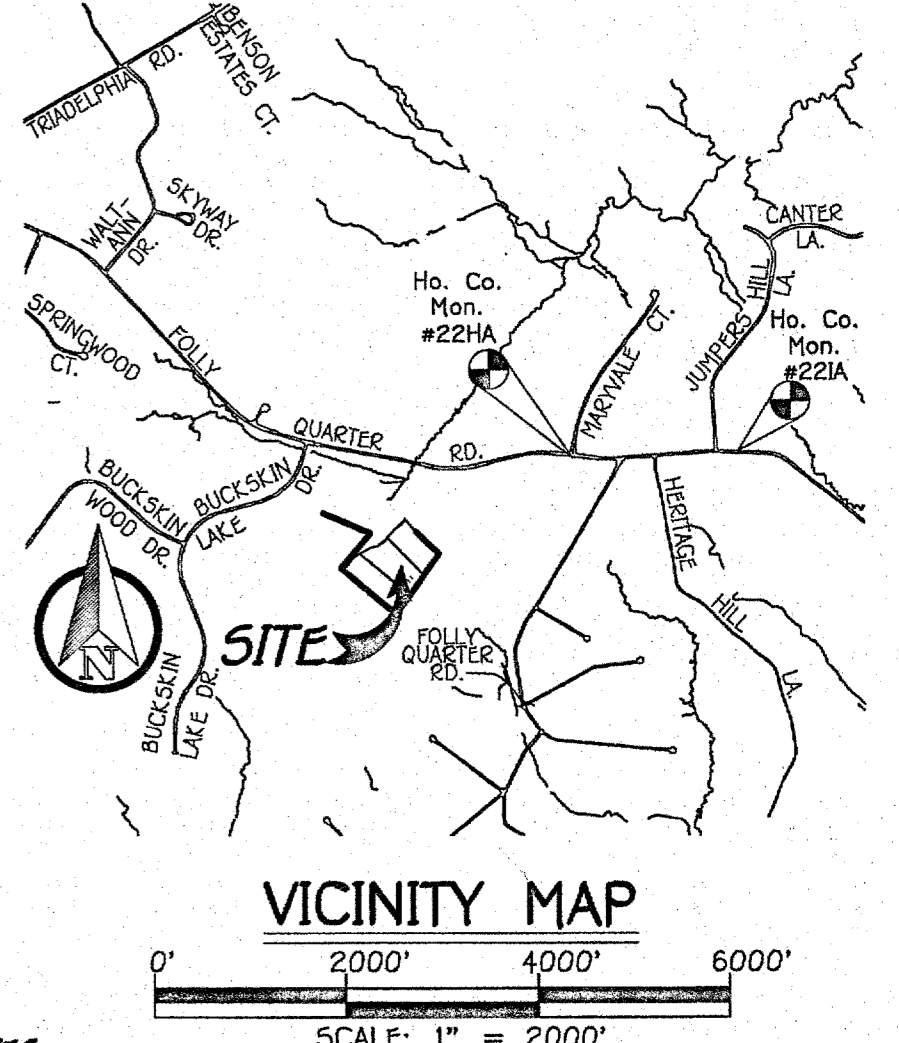 BENSON
ESTATES CT.
TRIADELPHIA RD.
SKYWAY
DR.
WALT-
ANN
DR.
CANTER
LA.
JUMPERS HILL LA.
Ho. Co.
Mon.
#22HA
Ho. Co.
Mon.
#22IA
MARYVALE CT.
SPRINGWOOD
CT.
FOLLY QUARTER RD.
BUCKSKIN
WOOD DR.
BUCKSKIN
LAKE DR.
HERITAGE HILL LA.
SITE
FOLLY
QUARTER
RD.
N
BUCKSKIN
LAKE DR.
VICINITY MAP
0' 2000' 4000' 6000'
SCALE: 1" = 2000'